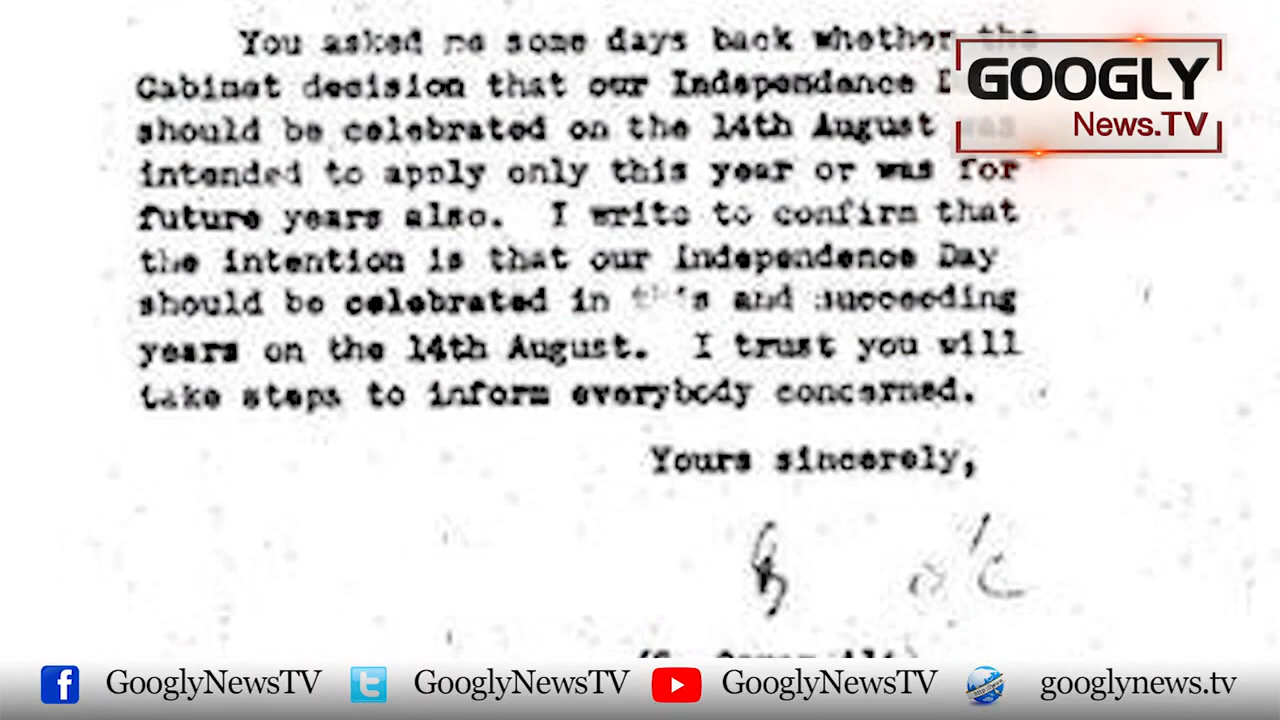 You asked me some days back whether the
Cabinet decision that our Independence
should be celebrated on the 14th August was
intended to apply only this year or was for
future years also. I write to confirm that
the intention is that our Independence Day
should be celebrated in this and succeeding
years on the 14th August. I trust you will
take steps to inform everybody concerned.
Yours sincerely,
GOOGLY
News.TV
GooglyNewsTV
GooglyNewsTV
GooglyNewsTV
googlynews.tv